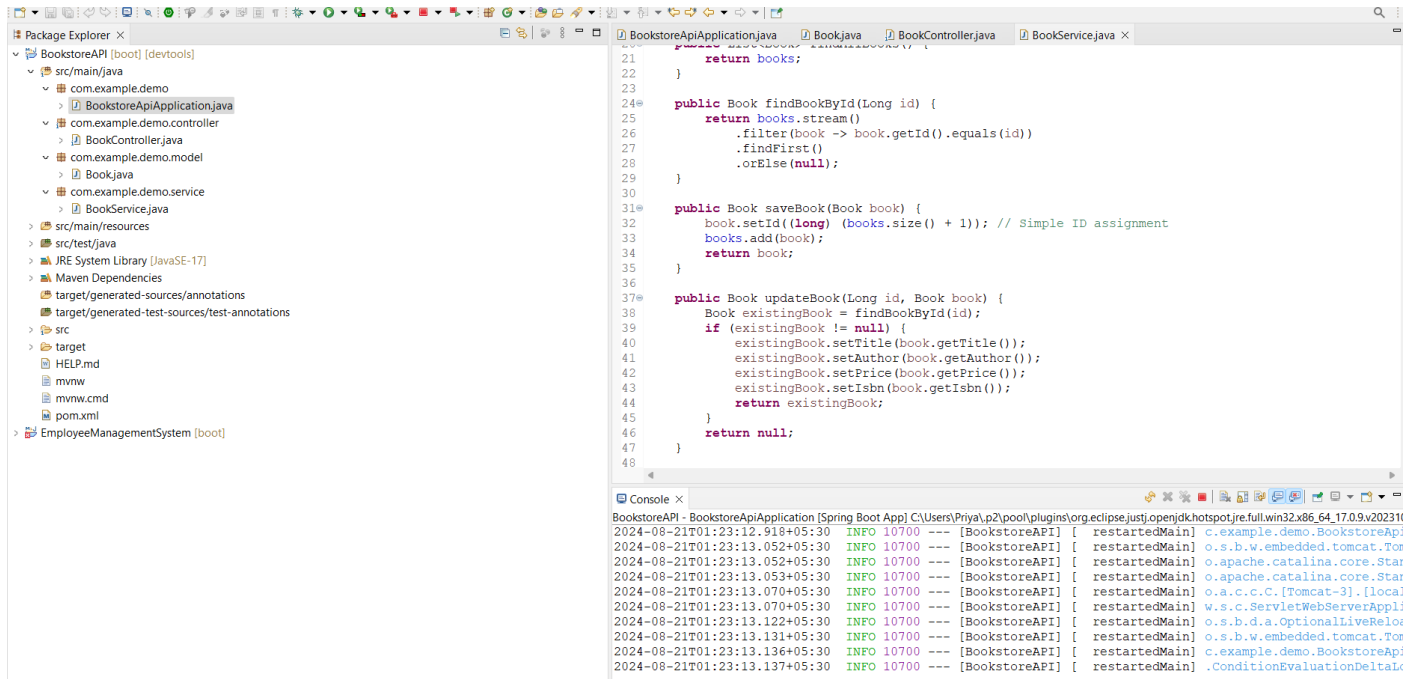 Package Explorer
BookstoreAPI [boot] [devtools]
src/main/java
com.example.demo
BookstoreApiApplication.java
com.example.demo.controller
BookController.java
com.example.demo.model
Book.java
com.example.demo.service
BookService.java
src/main/resources
src/test/java
JRE System Library [JavaSE-17]
Maven Dependencies
target/generated-sources/annotations
target/generated-test-sources/test-annotations
src
target
HELP.md
mvnw
mvnw.cmd
pom.xml
EmployeeManagementSystem [boot]
BookstoreApiApplication.java Book.java BookController.java BookService.java
20 public List<Book> findAllBooks() {
21 return books;
22 }
23
24 public Book findBookById(Long id) {
25 return books.stream()
26 .filter(book -> book.getId().equals(id))
27 .findFirst()
28 .orElse(null);
29 }
30
31 public Book saveBook(Book book) {
32 book.setId((long) (books.size() + 1)); // Simple ID assignment
33 books.add(book);
34 return book;
35 }
36
37 public Book updateBook(Long id, Book book) {
38 Book existingBook = findBookById(id);
39 if (existingBook != null) {
40 existingBook.setTitle(book.getTitle());
41 existingBook.setAuthor(book.getAuthor());
42 existingBook.setPrice(book.getPrice());
43 existingBook.setIsbn(book.getIsbn());
44 return existingBook;
45 }
46 return null;
47 }
48
Console
BookstoreAPI - BookstoreApiApplication [Spring Boot App] C:\Users\Priya\.p2\pool\plugins\org.eclipse.justj.openjdk.hotspot.jre.full.win32.x86_64_17.0.9.v202310
2024-08-21T01:23:12.918+05:30 INFO 10700 --- [BookstoreAPI] [ restartedMain] c.example.demo.BookstoreApi
2024-08-21T01:23:13.052+05:30 INFO 10700 --- [BookstoreAPI] [ restartedMain] o.s.b.w.embedded.tomcat.Tom
2024-08-21T01:23:13.052+05:30 INFO 10700 --- [BookstoreAPI] [ restartedMain] o.apache.catalina.core.Stan
2024-08-21T01:23:13.053+05:30 INFO 10700 --- [BookstoreAPI] [ restartedMain] o.apache.catalina.core.Stan
2024-08-21T01:23:13.070+05:30 INFO 10700 --- [BookstoreAPI] [ restartedMain] o.a.c.c.C.[Tomcat-3].[local
2024-08-21T01:23:13.070+05:30 INFO 10700 --- [BookstoreAPI] [ restartedMain] w.s.c.ServletWebServerAppli
2024-08-21T01:23:13.122+05:30 INFO 10700 --- [BookstoreAPI] [ restartedMain] o.s.b.d.a.OptionalLiveReloa
2024-08-21T01:23:13.131+05:30 INFO 10700 --- [BookstoreAPI] [ restartedMain] o.s.b.w.embedded.tomcat.Tom
2024-08-21T01:23:13.136+05:30 INFO 10700 --- [BookstoreAPI] [ restartedMain] c.example.demo.BookstoreApi
2024-08-21T01:23:13.137+05:30 INFO 10700 --- [BookstoreAPI] [ restartedMain] .ConditionEvaluationDeltaLo